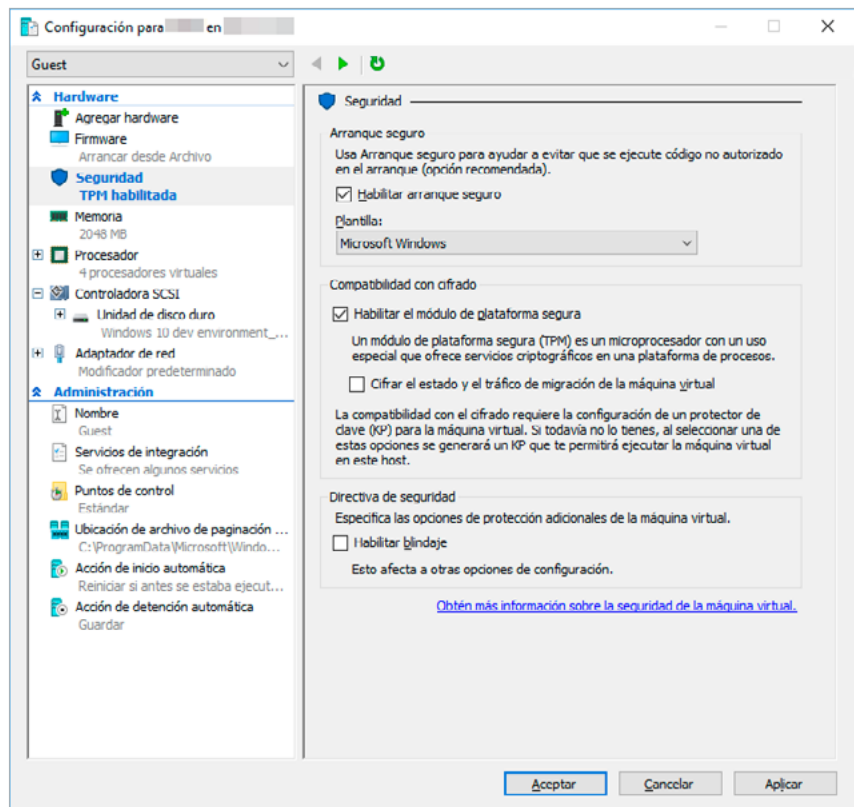 Configuración para en
Guest
Hardware
Agregar hardware
Firmware
Arrancar desde Archivo
Seguridad
TPM habilitada
Memoria
2048 MB
Procesador
4 procesadores virtuales
Controladora SCSI
Unidad de disco duro
Windows 10 dev environment_...
Adaptador de red
Modificador predeterminado
Administración
Nombre
Guest
Servicios de integración
Se ofrecen algunos servicios
Puntos de control
Estándar
Ubicación de archivo de paginación ...
C:\ProgramData\Microsoft\Windo...
Acción de inicio automática
Reiniciar si antes se estaba ejecut...
Acción de detención automática
Guardar
Seguridad
Arranque seguro
Usa Arranque seguro para ayudar a evitar que se ejecute código no autorizado
en el arranque (opción recomendada).
Habilitar arranque seguro
Plantilla:
Microsoft Windows
Compatibilidad con cifrado
Habilitar el módulo de plataforma segura
Un módulo de plataforma segura (TPM) es un microprocesador con un uso
especial que ofrece servicios criptográficos en una plataforma de procesos.
Cifrar el estado y el tráfico de migración de la máquina virtual
La compatibilidad con el cifrado requiere la configuración de un protector de
clave (KP) para la máquina virtual. Si todavía no lo tienes, al seleccionar una de
estas opciones se generará un KP que te permitirá ejecutar la máquina virtual
en este host.
Directiva de seguridad
Especifica las opciones de protección adicionales de la máquina virtual.
Habilitar blindaje
Esto afecta a otras opciones de configuración.
Obtén más información sobre la seguridad de la máquina virtual.
Aceptar
Cancelar
Aplicar